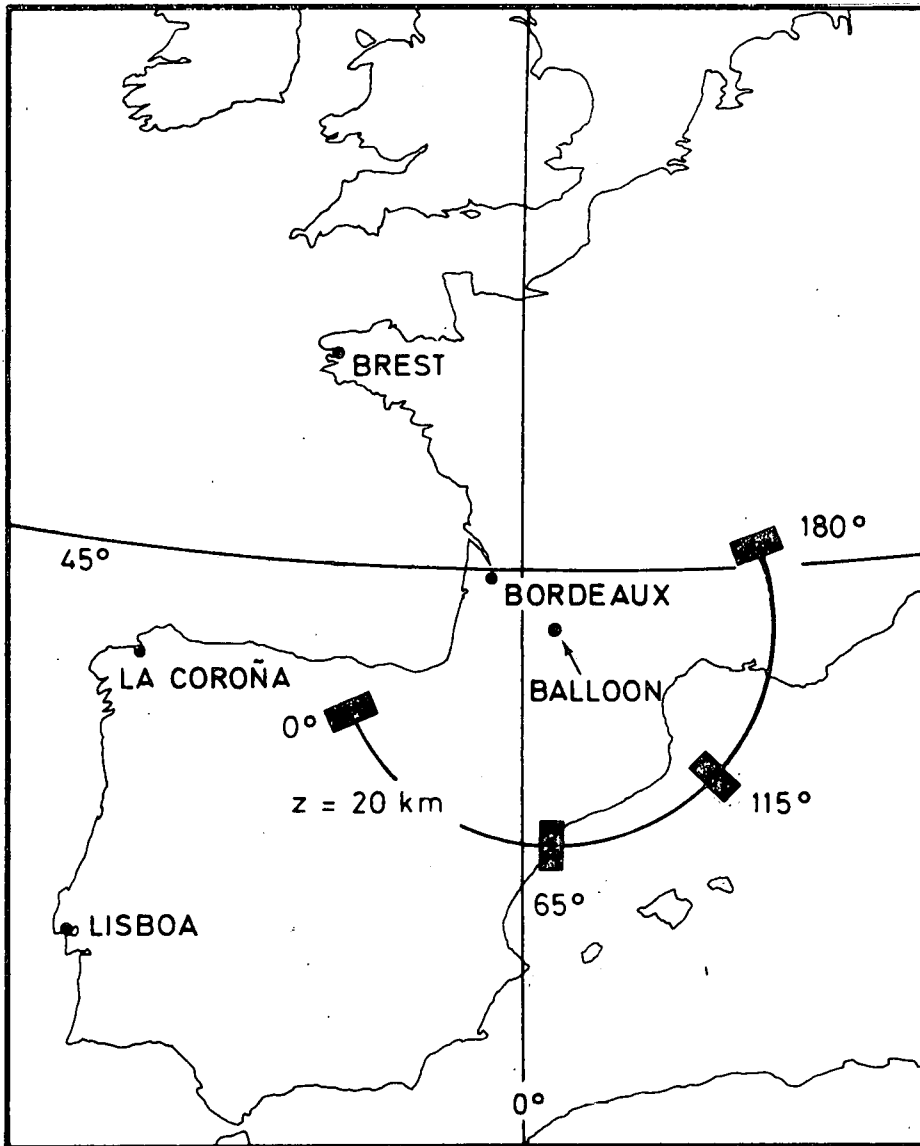 BREST
180°
45°
BORDEAUX
LA COROÑA
BALLOON
0°
z = 20 km
115°
65°
LISBOA
0°